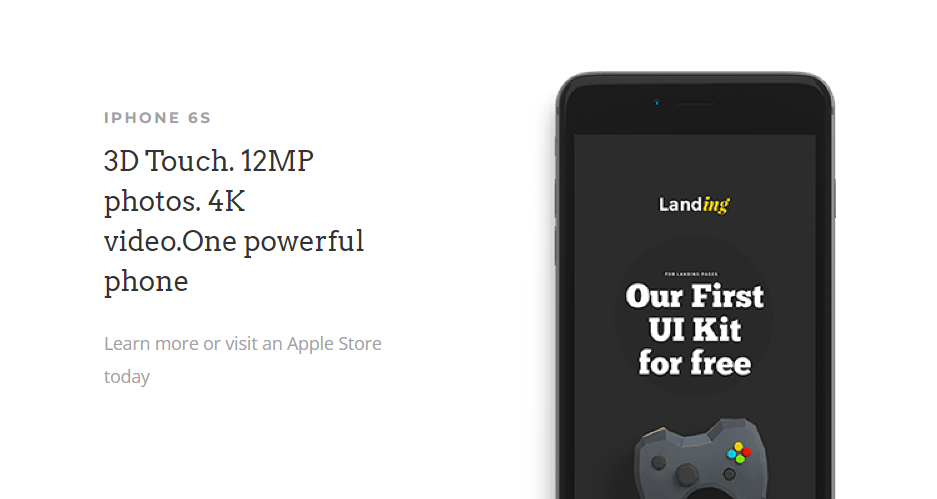 IPHONE 6S
3D Touch. 12MP
photos. 4K
video.One powerful
phone
Learn more or visit an Apple Store
today
Landing
FOR LANDING PAGES
Our First
UI Kit
for free